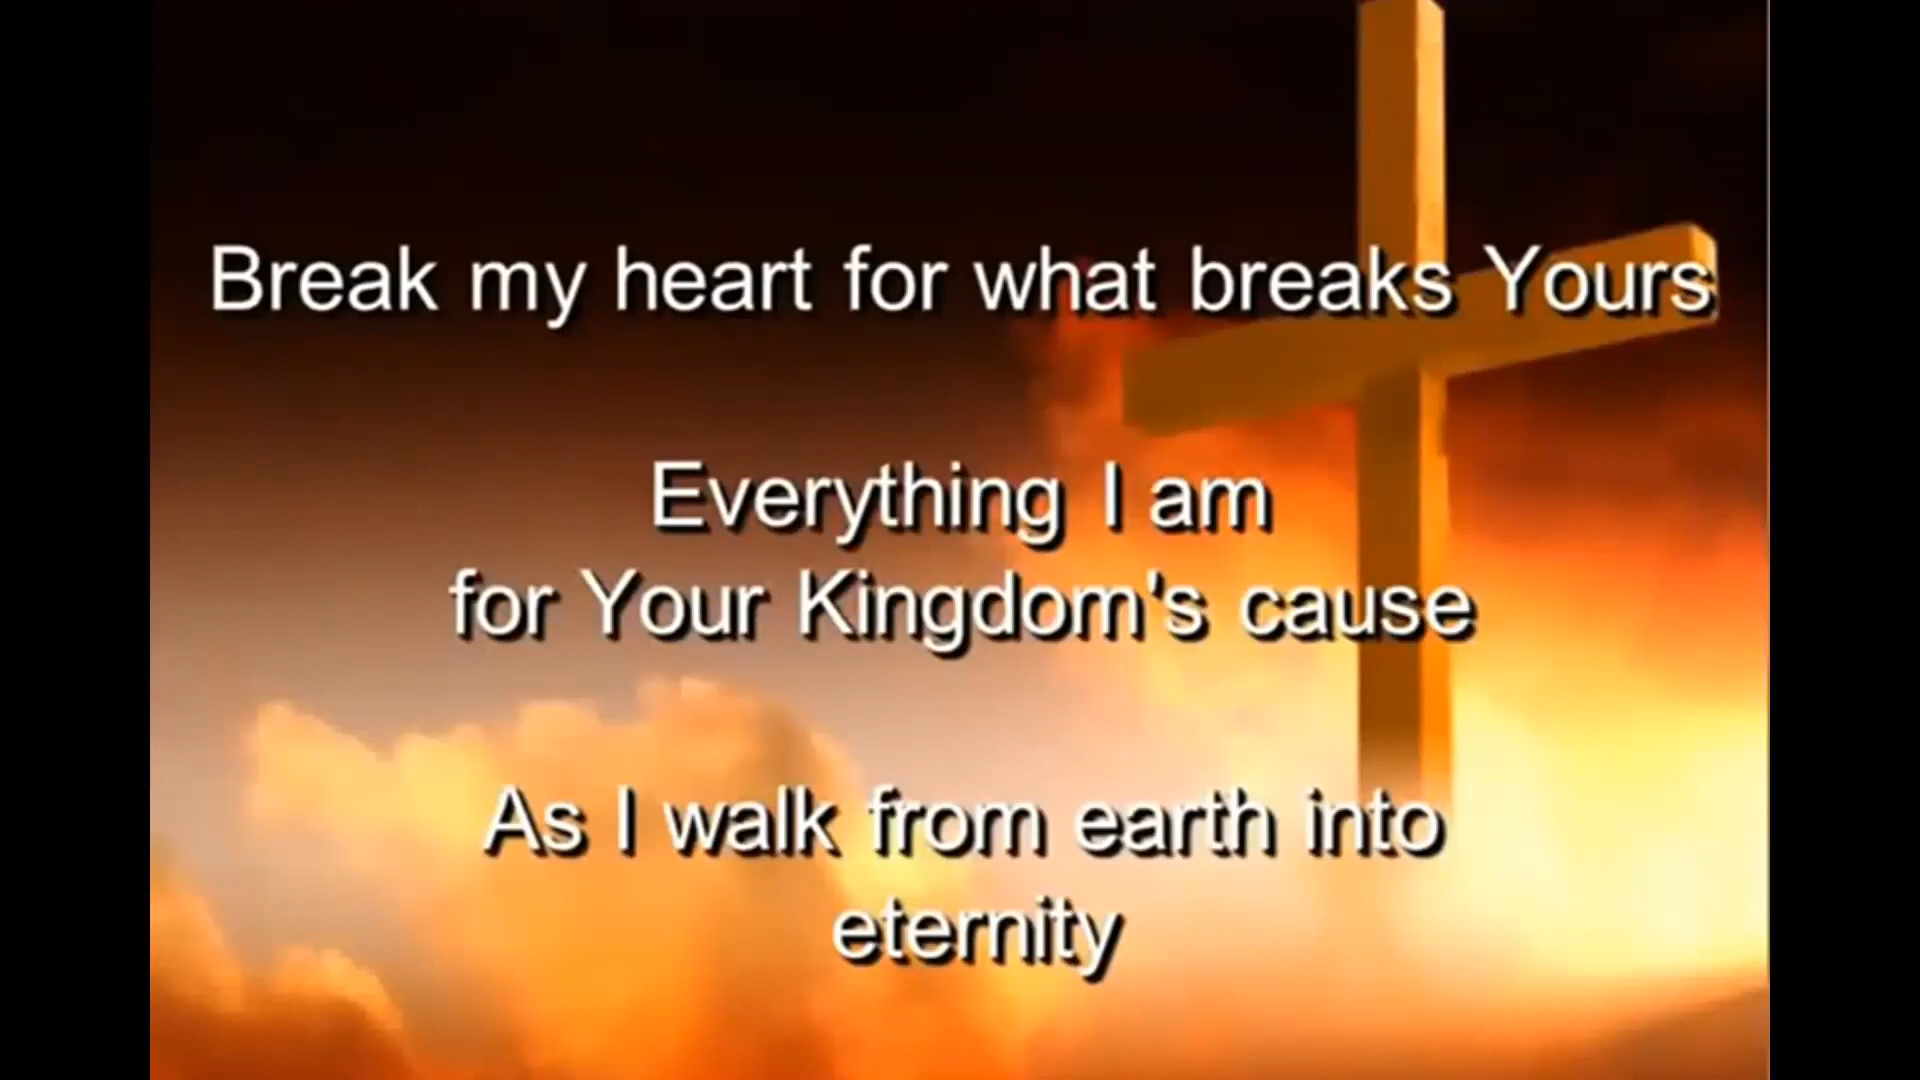 Break my heart for what breaks Yours
Everything I am
for Your Kingdom's cause
As I walk from earth into
eternity